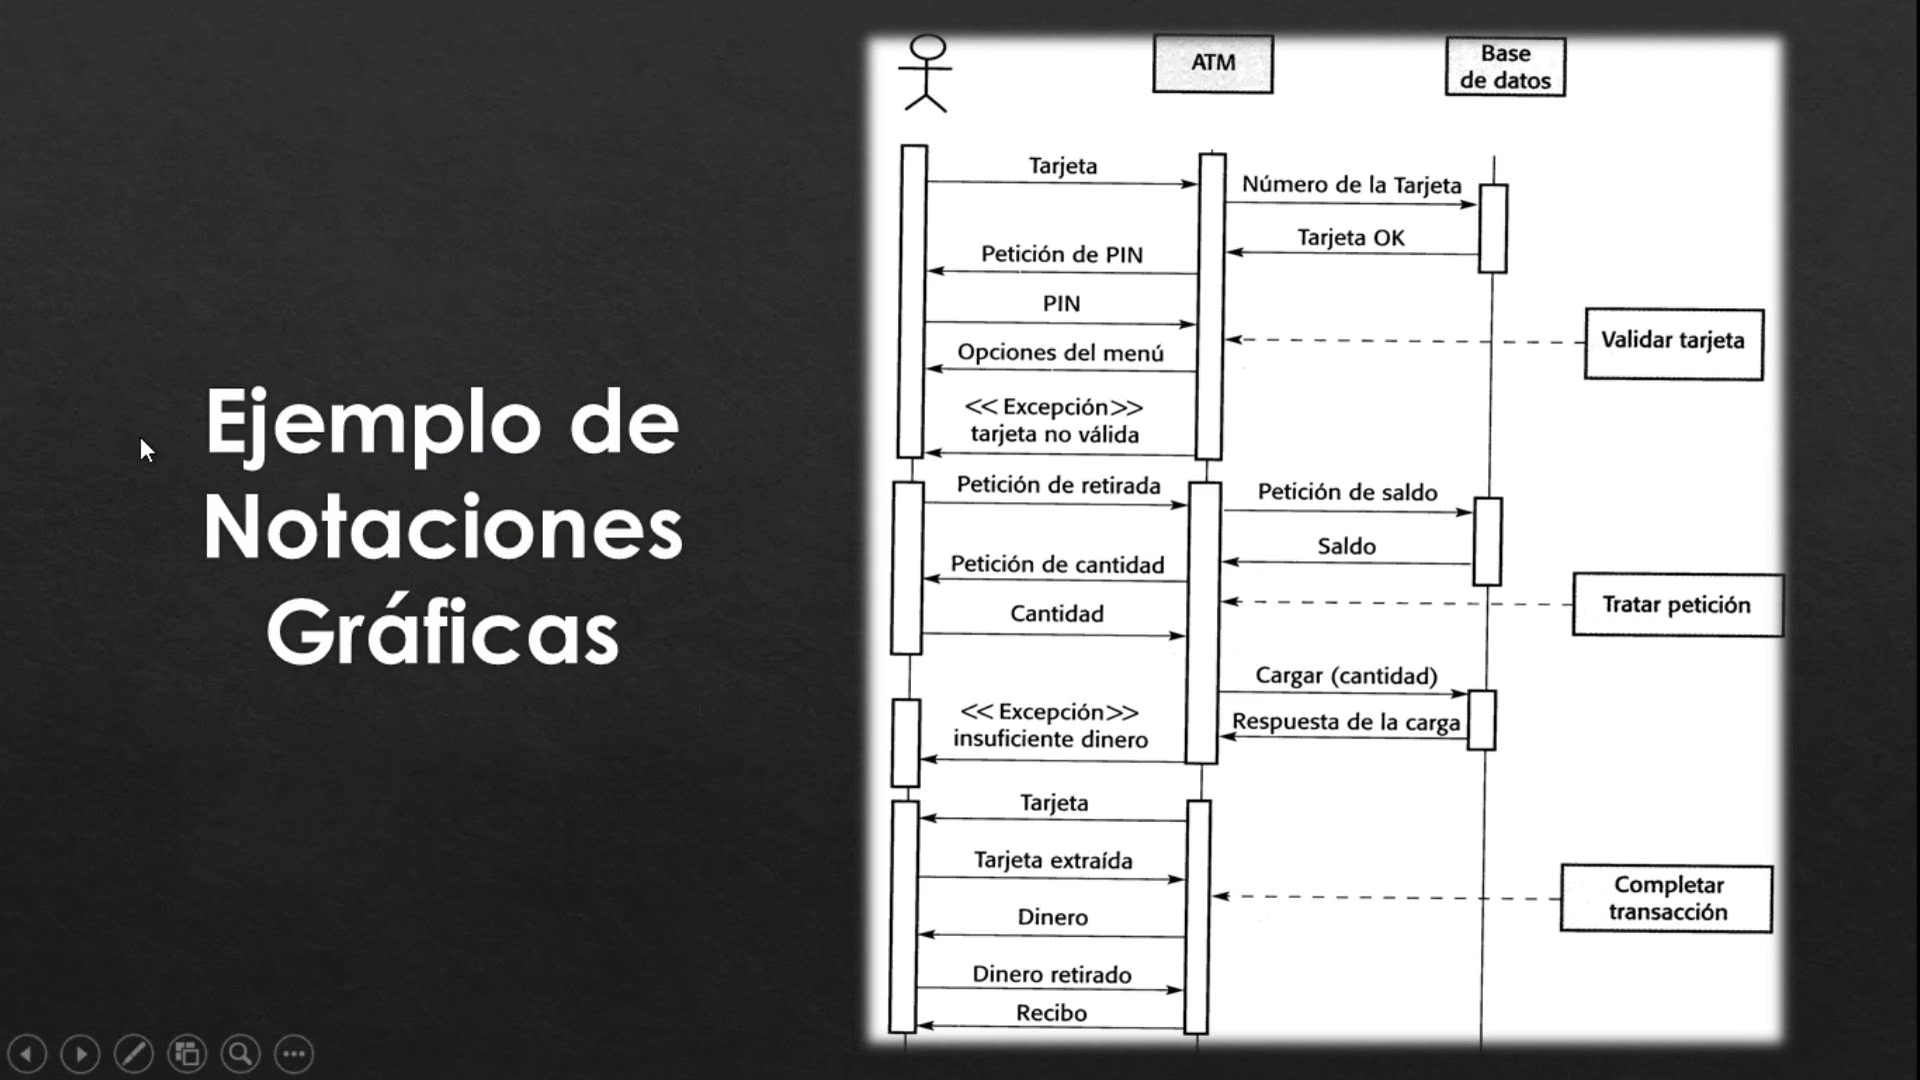 Ejemplo de
Notaciones
Gráficas
ATM
Base
de datos
Tarjeta
Número de la Tarjeta
Tarjeta OK
Petición de PIN
PIN
Validar tarjeta
Opciones del menú
<<Excepción>>
tarjeta no válida
Petición de retirada
Petición de saldo
Saldo
Petición de cantidad
Tratar petición
Cantidad
Cargar (cantidad)
<<Excepción>>
insuficiente dinero
Respuesta de la carga
Tarjeta
Tarjeta extraída
Completar
transacción
Dinero
Dinero retirado
Recibo